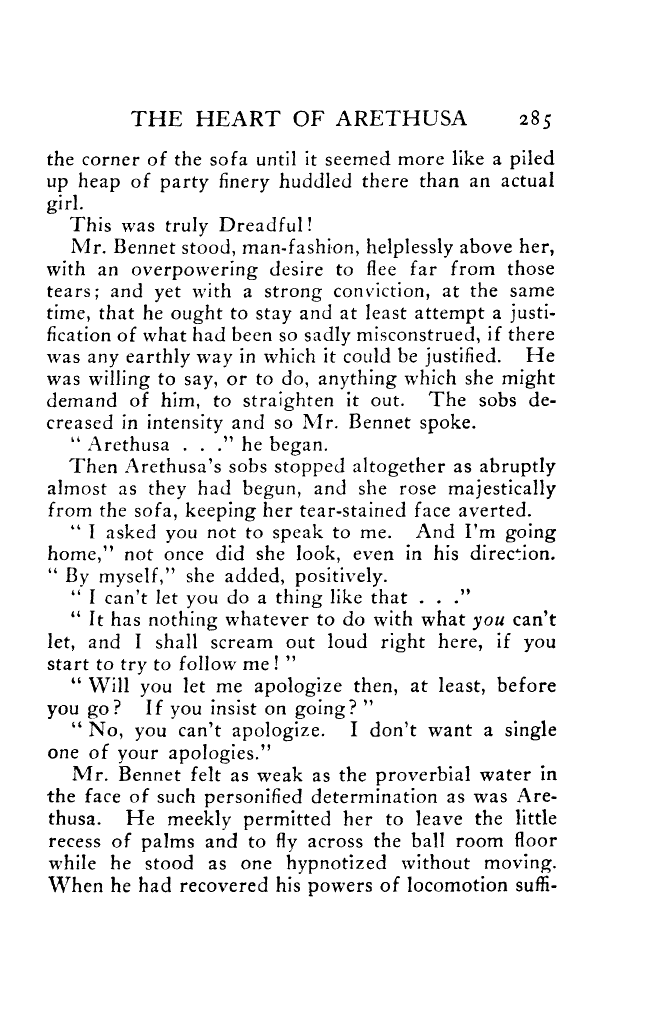 THE HEART OF ARETHUSA 285
the corner of the sofa until it seemed more like a piled
up heap of party finery huddled there than an actual
girl.
This was truly Dreadful!
Mr. Bennet stood, man-fashion, helplessly above her,
with an overpowering desire to flee far from those
tears; and yet with a strong conviction, at the same
time, that he ought to stay and at least attempt a justi-
fication of what had been so sadly misconstrued, if there
was any earthly way in which it could be justified. He
was willing to say, or to do, anything which she might
demand of him, to straighten it out. The sobs de-
creased in intensity and so Mr. Bennet spoke.
" Arethusa . . ." he began.
Then Arethusa's sobs stopped altogether as abruptly
almost as they had begun, and she rose majestically
from the sofa, keeping her tear-stained face averted.
" I asked you not to speak to me. And I'm going
home," not once did she look, even in his direction.
" By myself," she added, positively.
" I can't let you do a thing like that . . ."
" It has nothing whatever to do with what you can't
let, and I shall scream out loud right here, if you
start to try to follow me! "
" Will you let me apologize then, at least, before
you go? If you insist on going? "
" No, you can't apologize. I don't want a single
one of your apologies."
Mr. Bennet felt as weak as the proverbial water in
the face of such personified determination as was Are-
thusa. He meekly permitted her to leave the little
recess of palms and to fly across the ball room floor
while he stood as one hypnotized without moving.
When he had recovered his powers of locomotion suffi-